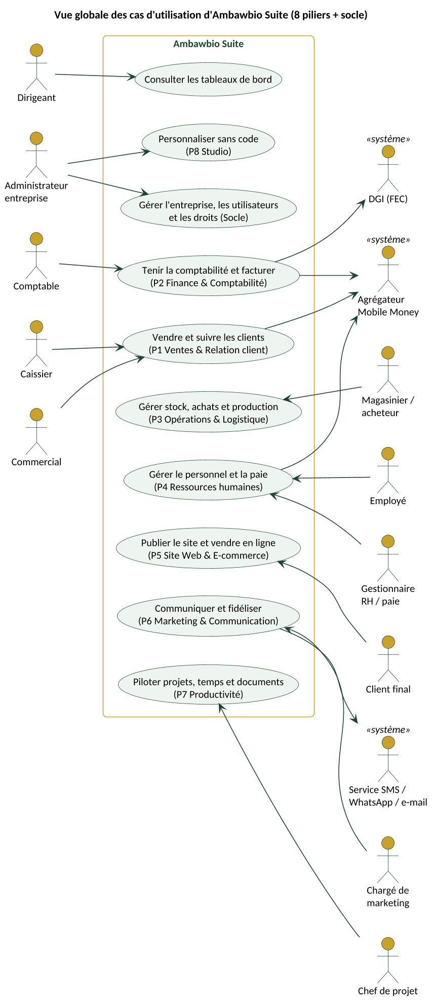 Vue globale des cas d'utilisation d'Ambawbio Suite (8 piliers + socle)
Ambawbio Suite
Dirigeant
Consulter les tableaux de bord
Administrateur
entreprise
Personnaliser sans code
(P8 Studio)
Gérer l'entreprise, les utilisateurs
et les droits (Socle)
«système»
DGI (FEC)
Comptable
Tenir la comptabilité et facturer
(P2 Finance & Comptabilité)
«système»
Agrégateur
Mobile Money
Caissier
Vendre et suivre les clients
(P1 Ventes & Relation client)
Commercial
Gérer stock, achats et production
(P3 Opérations & Logistique)
Magasinier /
acheteur
Gérer le personnel et la paie
(P4 Ressources humaines)
Employé
Publier le site et vendre en ligne
(P5 Site Web & E-commerce)
Gestionnaire
RH / paie
Communiquer et fidéliser
(P6 Marketing & Communication)
Client final
Piloter projets, temps et documents
(P7 Productivité)
«système»
Service SMS /
WhatsApp / e-mail
Chargé de
marketing
Chef de projet